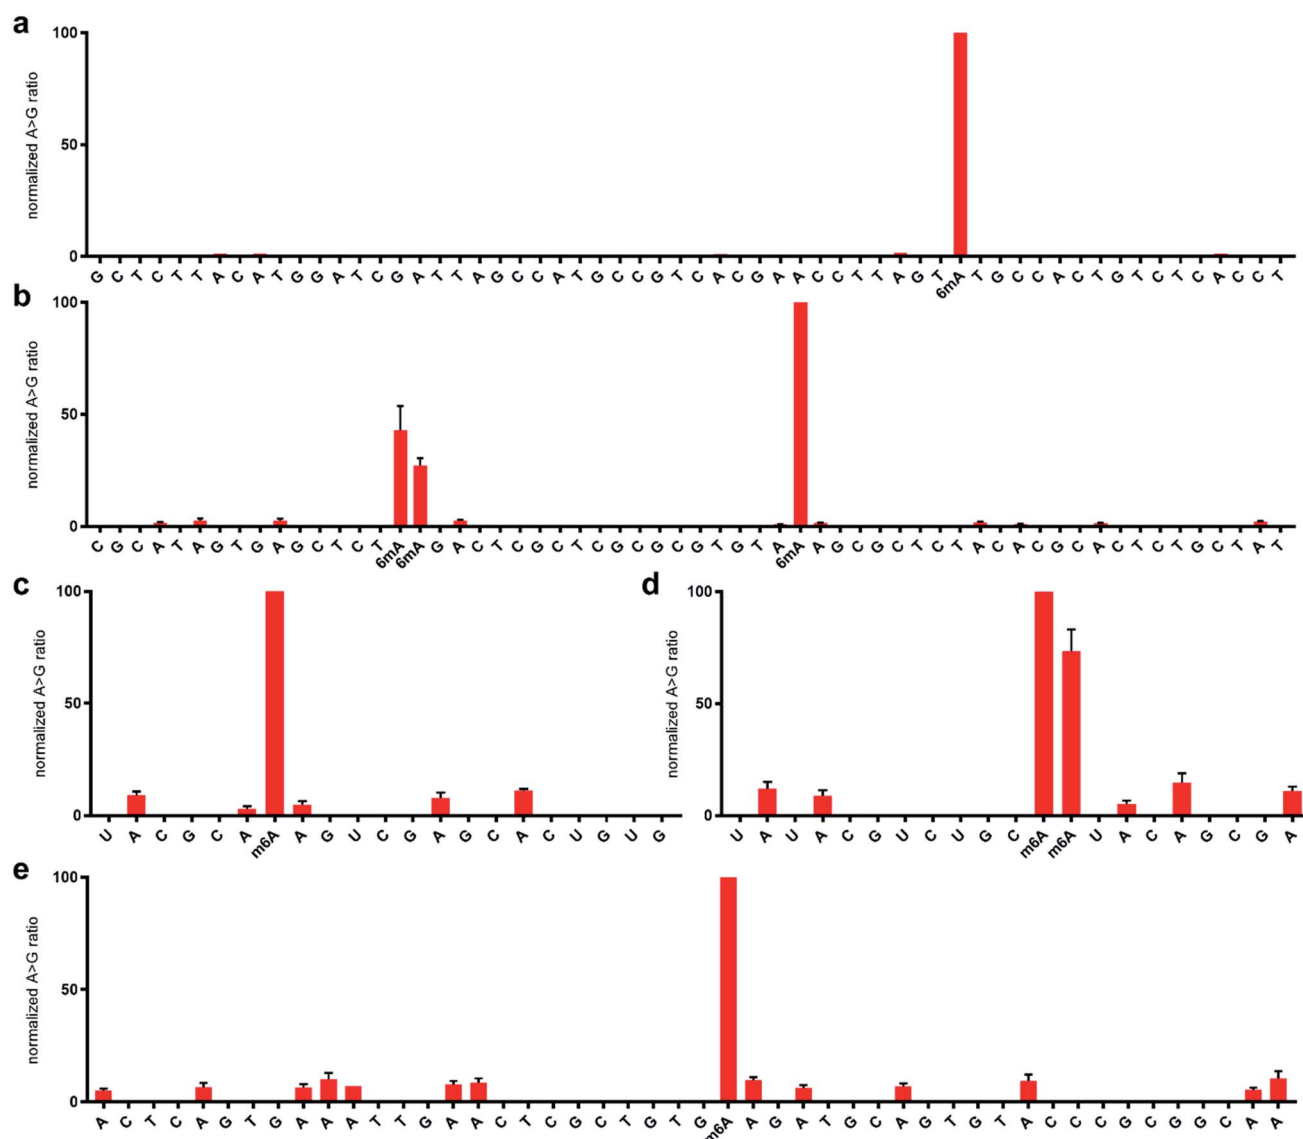 a
100
50
0
normalized A>G ratio
G C T C T T A C A T G G A T C G A T T A G C C A T G C C G T C A C G A A C C T T A G T 6mA T G C C A C T G T C T C A C C T
b
100
50
0
normalized A>G ratio
C G C A T A G T G A G C T C T 6mA 6mA G A C T C G C T C G C G C G T G T A 6mA A G C G C T C T A C A C G C A C T C T G C T A T
c
100
50
0
normalized A>G ratio
U A C G C A m6A A G U C G A G C A C U G U G
d
100
50
0
normalized A>G ratio
U A U A C G U C U G C m6A m6A U A C A G C G A
e
100
50
0
normalized A>G ratio
A C T C A G T G A A A T T G A A C T C G C T G T G m6A A G A T G C A G T G T A C C C G C G G C A A